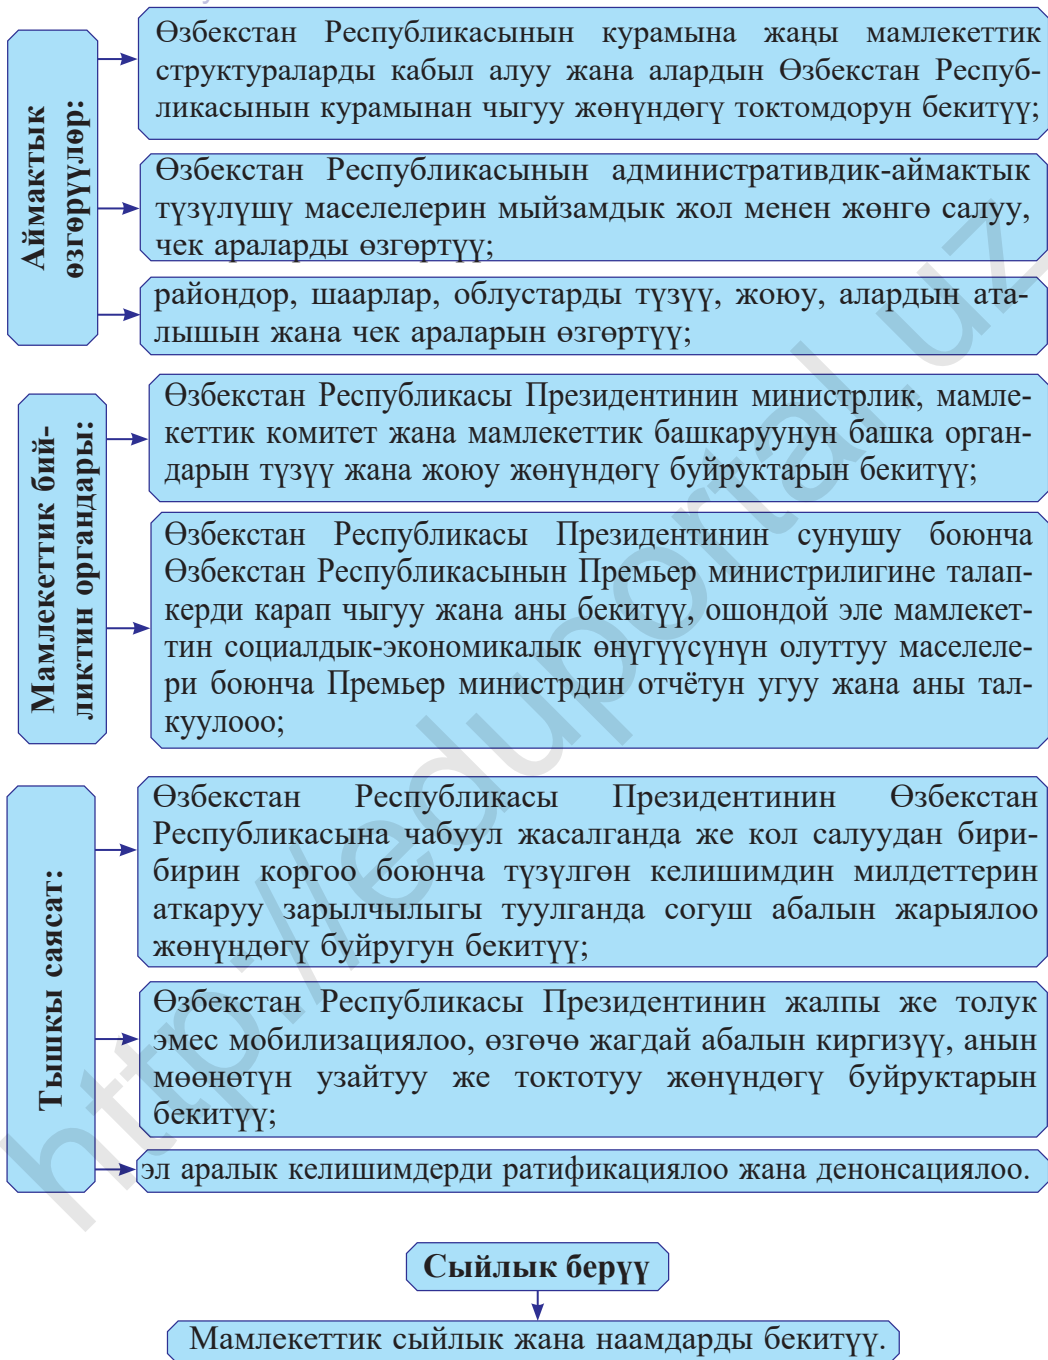 Аймактык
өзгөрүүлөр:
Өзбекстан Республикасынын курамына жаңы мамлекеттик
структураларды кабыл алуу жана алардын Өзбекстан Респуб-
ликасынын курамынан чыгуу жөнүндөгү токтомдорун бекитүү;
Өзбекстан Республикасынын административдик-аймактык
түзүлүшү маселелерин мыйзамдык жол менен жөнгө салуу,
чек араларды өзгөртүү;
райондор, шаарлар, облустарды түзүү, жоюу, алардын ата-
лышын жана чек араларын өзгөртүү;
Мамлекеттик бий-
ликтин органдары:
Өзбекстан Республикасы Президентинин министрлик, мамле-
кеттик комитет жана мамлекеттик башкаруунун башка орган-
дарын түзүү жана жоюу жөнүндөгү буйруктарын бекитүү;
Өзбекстан Республикасы Президентинин сунушу боюнча
Өзбекстан Республикасынын Премьер министрилигине талап-
керди карап чыгуу жана аны бекитүү, ошондой эле мамлекет-
тин социалдык-экономикалык өнүгүүсүнүн олуттуу маселеле-
ри боюнча Премьер министрдин отчётун угуу жана аны тал-
куулооо;
Тышкы саясат:
Өзбекстан Республикасы Президентинин Өзбекстан
Республикасына чабуул жасалганда же кол салуудан бири-
бирин коргоо боюнча түзүлгөн келишимдин милдеттерин
аткаруу зарылчылыгы туулганда согуш абалын жарыялоо
жөнүндөгү буйругун бекитүү;
Өзбекстан Республикасы Президентинин жалпы же толук
эмес мобилизациялоо, өзгөчө жагдай абалын киргизүү, анын
мөөнөтүн узайтуу же токтотуу жөнүндөгү буйруктарын
бекитүү;
эл аралык келишимдерди ратификациялоо жана денонсациялоо.
Сыйлык берүү
Мамлекеттик сыйлык жана наамдарды бекитүү.
http://eduportal.uz